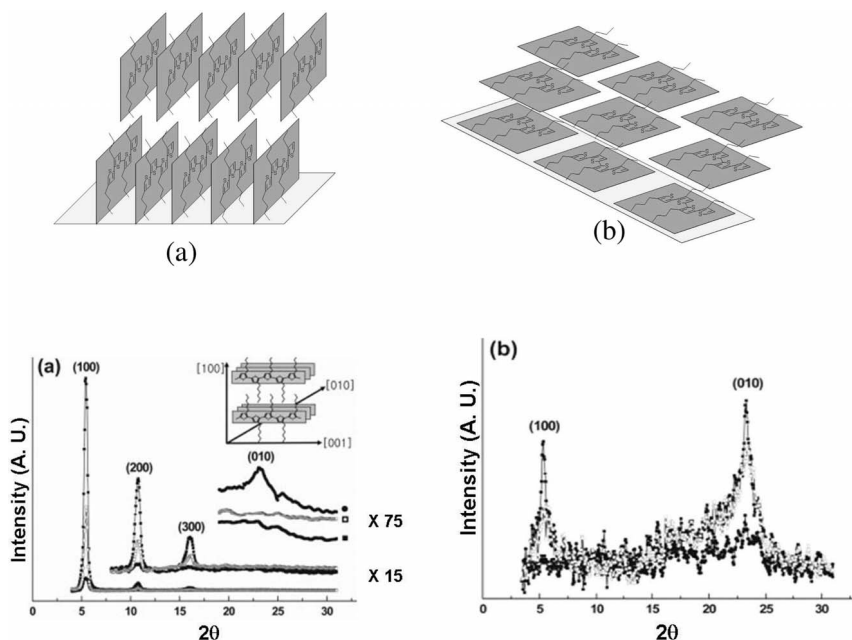 (a)
(b)
(a)
(100)
(200)
(300)
[100]
[010]
[001]
(010)
X 75
X 15
Intensity (A. U.)
0 5 10 15 20 25 30
2θ
(b)
(100)
(010)
Intensity (A. U.)
0 5 10 15 20 25 30
2θ